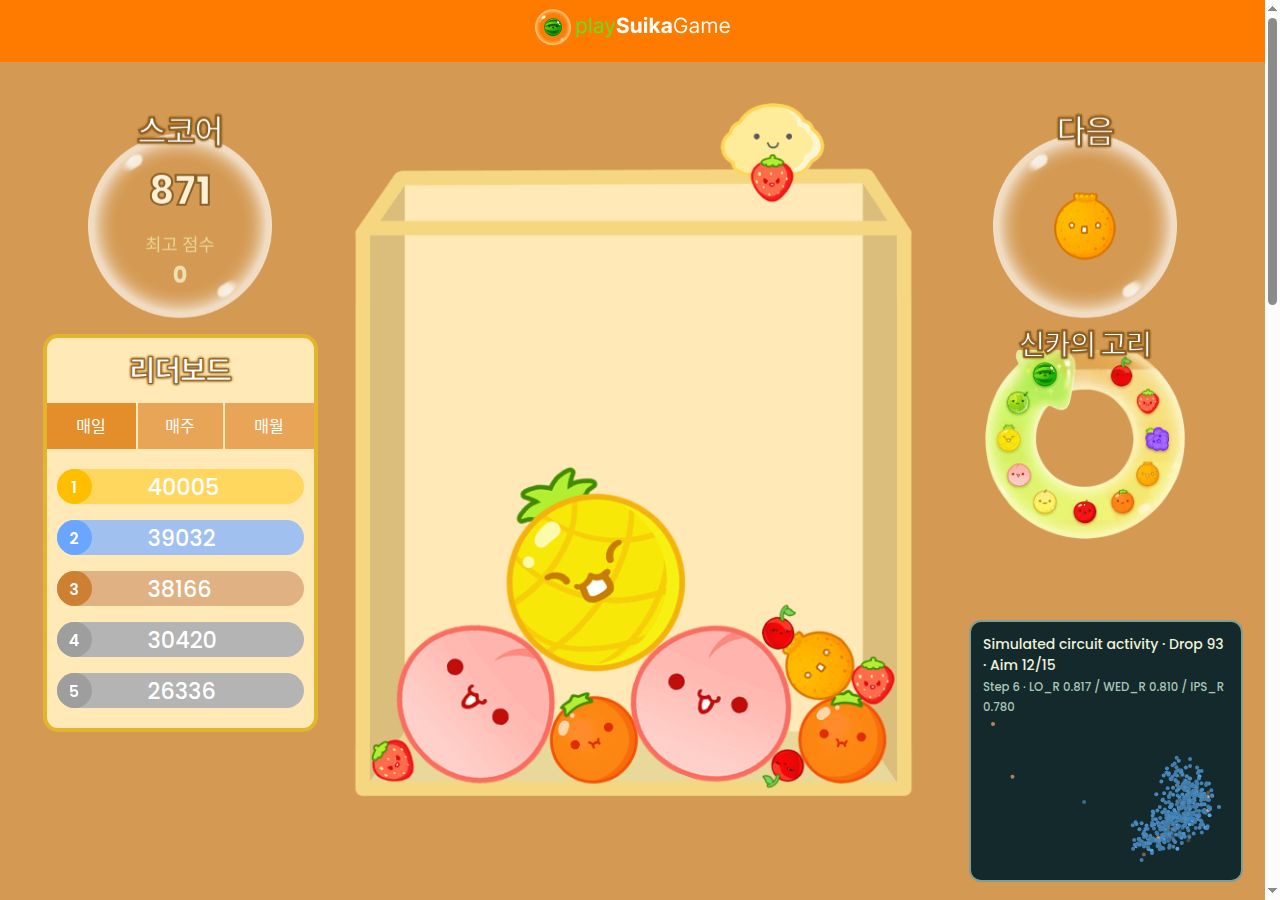 playSuikaGame
스코어
871
최고 점수
0
리더보드
매일
매주
매월
1 40005
2 39032
3 38166
4 30420
5 26336
다음
신카의 고리
Simulated circuit activity · Drop 93
· Aim 12/15
Step 6 · LO_R 0.817 / WED_R 0.810 / IPS_R
0.780